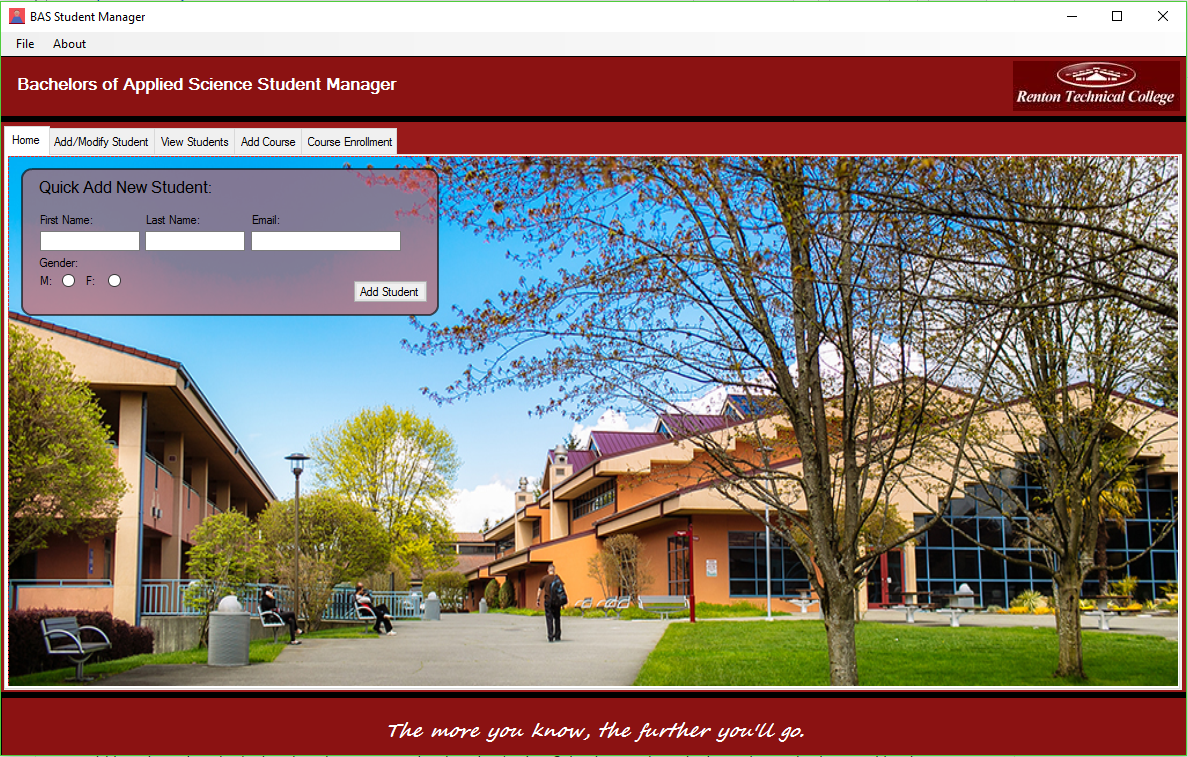 BAS Student Manager
File About
Bachelors of Applied Science Student Manager
Renton Technical College
Home Add/Modify Student View Students Add Course Course Enrollment
Quick Add New Student:
First Name: Last Name: Email:
Gender:
M: F:
Add Student
The more you know, the further you'll go.